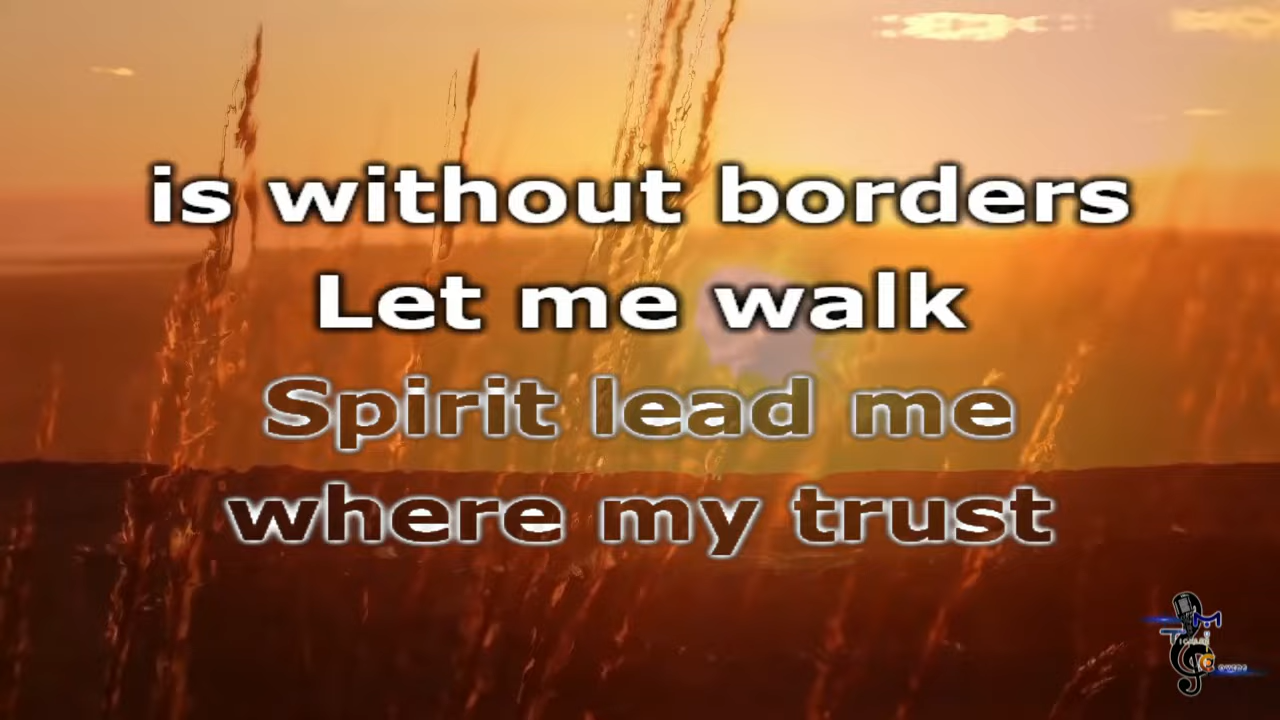 is without borders
Let me walk
Spirit lead me
where my trust